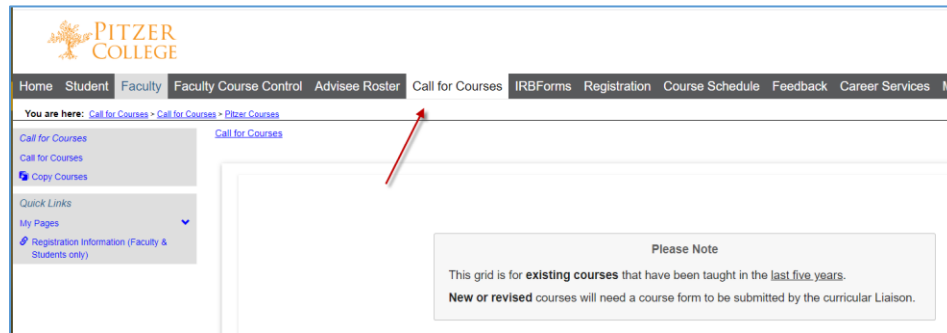 PITZER
COLLEGE
Home Student Faculty Faculty Course Control Advisee Roster Call for Courses IRBForms Registration Course Schedule Feedback Career Services
You are here: Call for Courses > Call for Courses > Pitzer Courses
Call for Courses
Call for Courses
Copy Courses
Quick Links
My Pages
Registration Information (Faculty &
Students only)
Call for Courses
Please Note
This grid is for existing courses that have been taught in the last five years.
New or revised courses will need a course form to be submitted by the curricular Liaison.